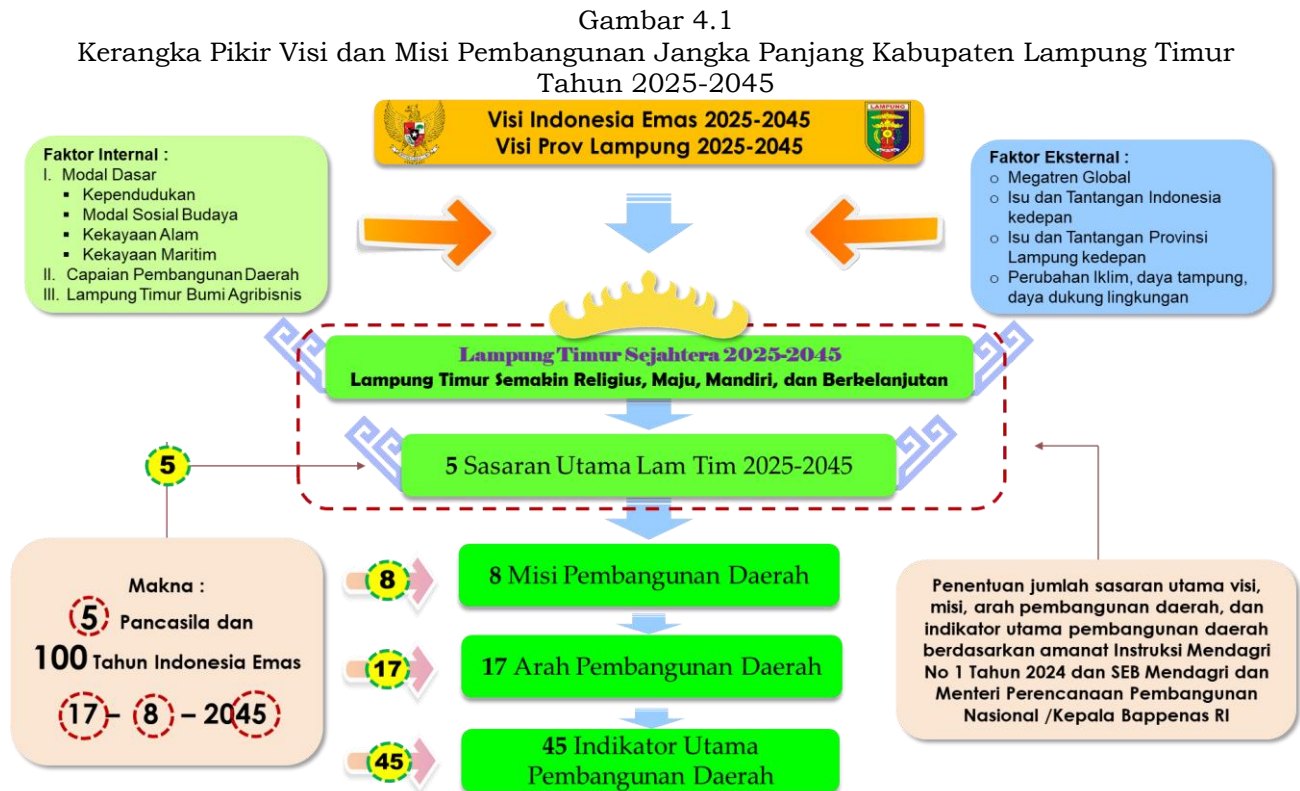 Gambar 4.1
Kerangka Pikir Visi dan Misi Pembangunan Jangka Panjang Kabupaten Lampung Timur
Tahun 2025-2045
Visi Indonesia Emas 2025-2045
Visi Prov Lampung 2025-2045
LAMPUNG
Faktor Internal :
I. Modal Dasar
▪ Kependudukan
▪ Modal Sosial Budaya
▪ Kekayaan Alam
▪ Kekayaan Maritim
II. Capaian Pembangunan Daerah
III. Lampung Timur Bumi Agribisnis
Faktor Eksternal :
o Megatren Global
o Isu dan Tantangan Indonesia
kedepan
o Isu dan Tantangan Provinsi
Lampung kedepan
o Perubahan Iklim, daya tampung,
daya dukung lingkungan
Lampung Timur Sejahtera 2025-2045
Lampung Timur Semakin Religius, Maju, Mandiri, dan Berkelanjutan
5
5 Sasaran Utama Lam Tim 2025-2045
Makna :
5 Pancasila dan
100 Tahun Indonesia Emas
17 – 8 – 2045
8
8 Misi Pembangunan Daerah
17
17 Arah Pembangunan Daerah
45
45 Indikator Utama
Pembangunan Daerah
Penentuan jumlah sasaran utama visi,
misi, arah pembangunan daerah, dan
indikator utama pembangunan daerah
berdasarkan amanat Instruksi Mendagri
No 1 Tahun 2024 dan SEB Mendagri dan
Menteri Perencanaan Pembangunan
Nasional /Kepala Bappenas RI